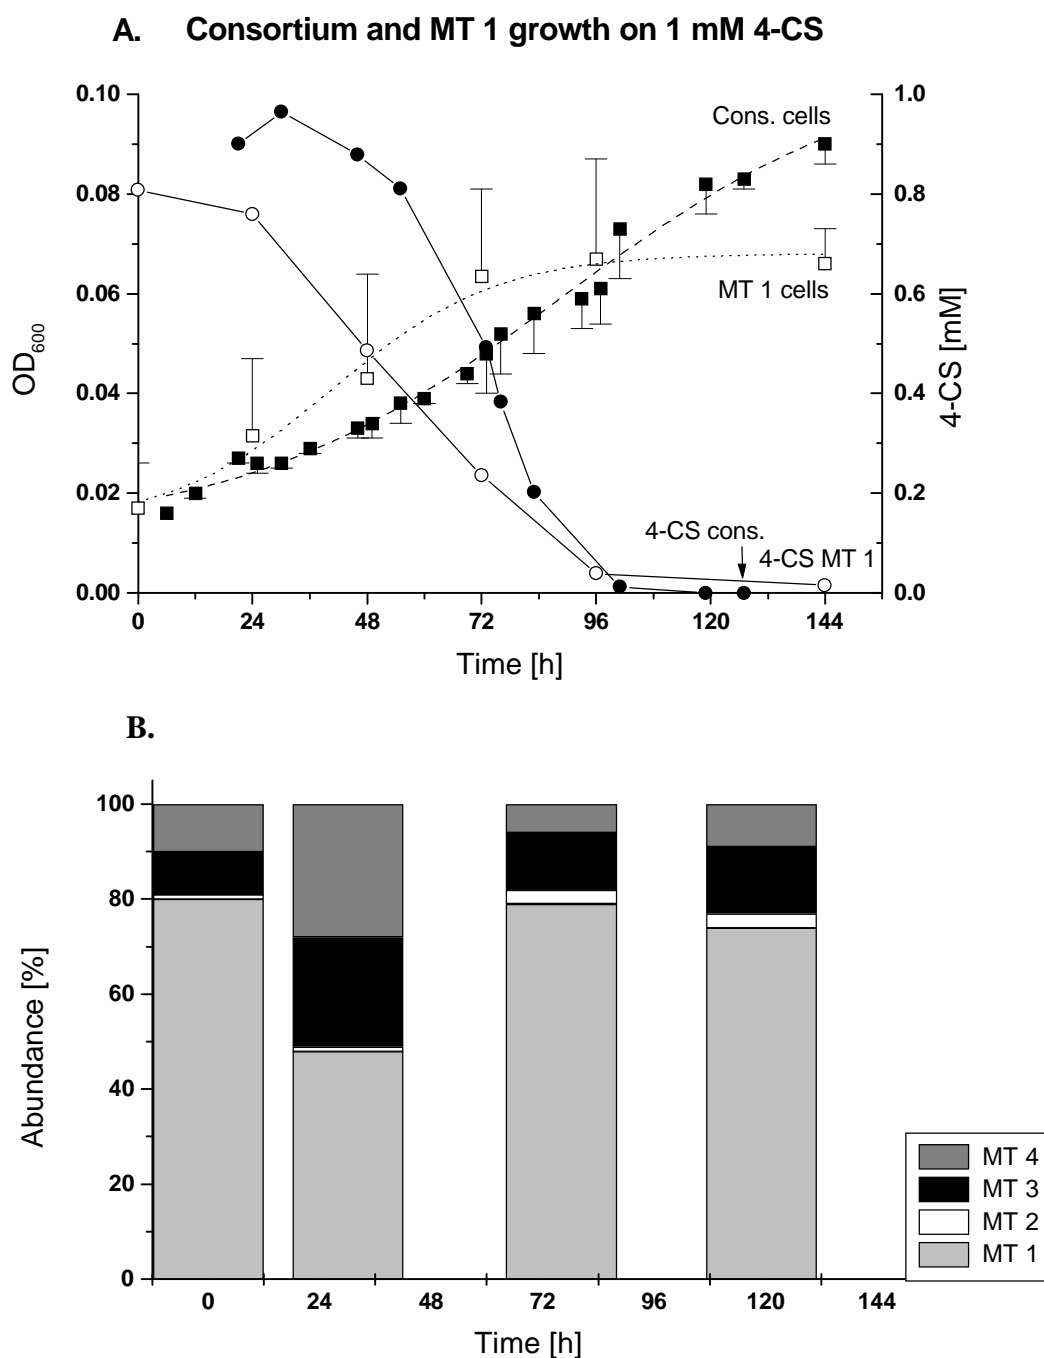 A. Consortium and MT 1 growth on 1 mM 4-CS
0.10
0.08
0.06
0.04
0.02
0.00
OD600
1.0
0.8
0.6
0.4
0.2
0.0
4-CS [mM]
Cons. cells
MT 1 cells
4-CS cons.
4-CS MT 1
0 24 48 72 96 120 144
Time [h]
B.
100
80
60
40
20
0
Abundance [%]
MT 4
MT 3
MT 2
MT 1
0 24 48 72 96 120 144
Time [h]